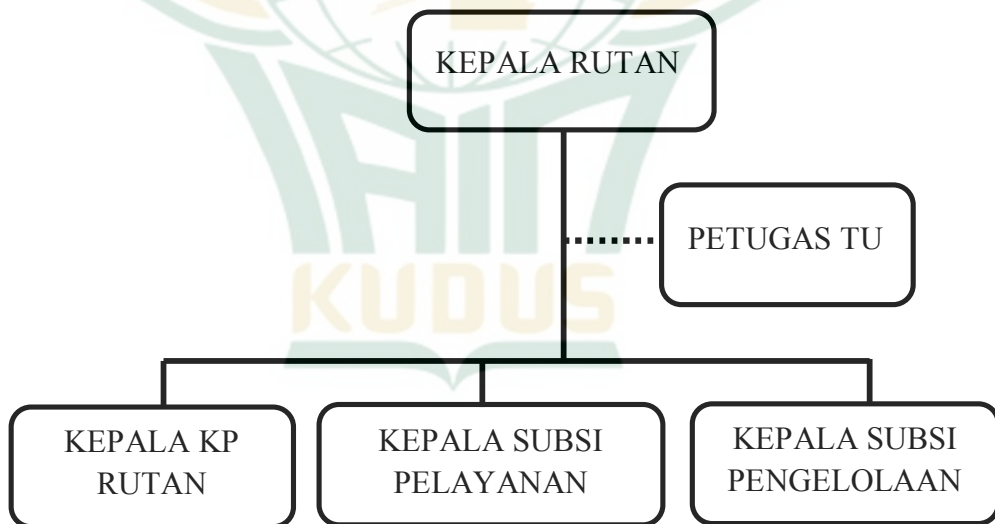 KEPALA RUTAN
PETUGAS TU
KUDUS
KEPALA KP
RUTAN
KEPALA SUBSI
PELAYANAN
KEPALA SUBSI
PENGELOLAAN